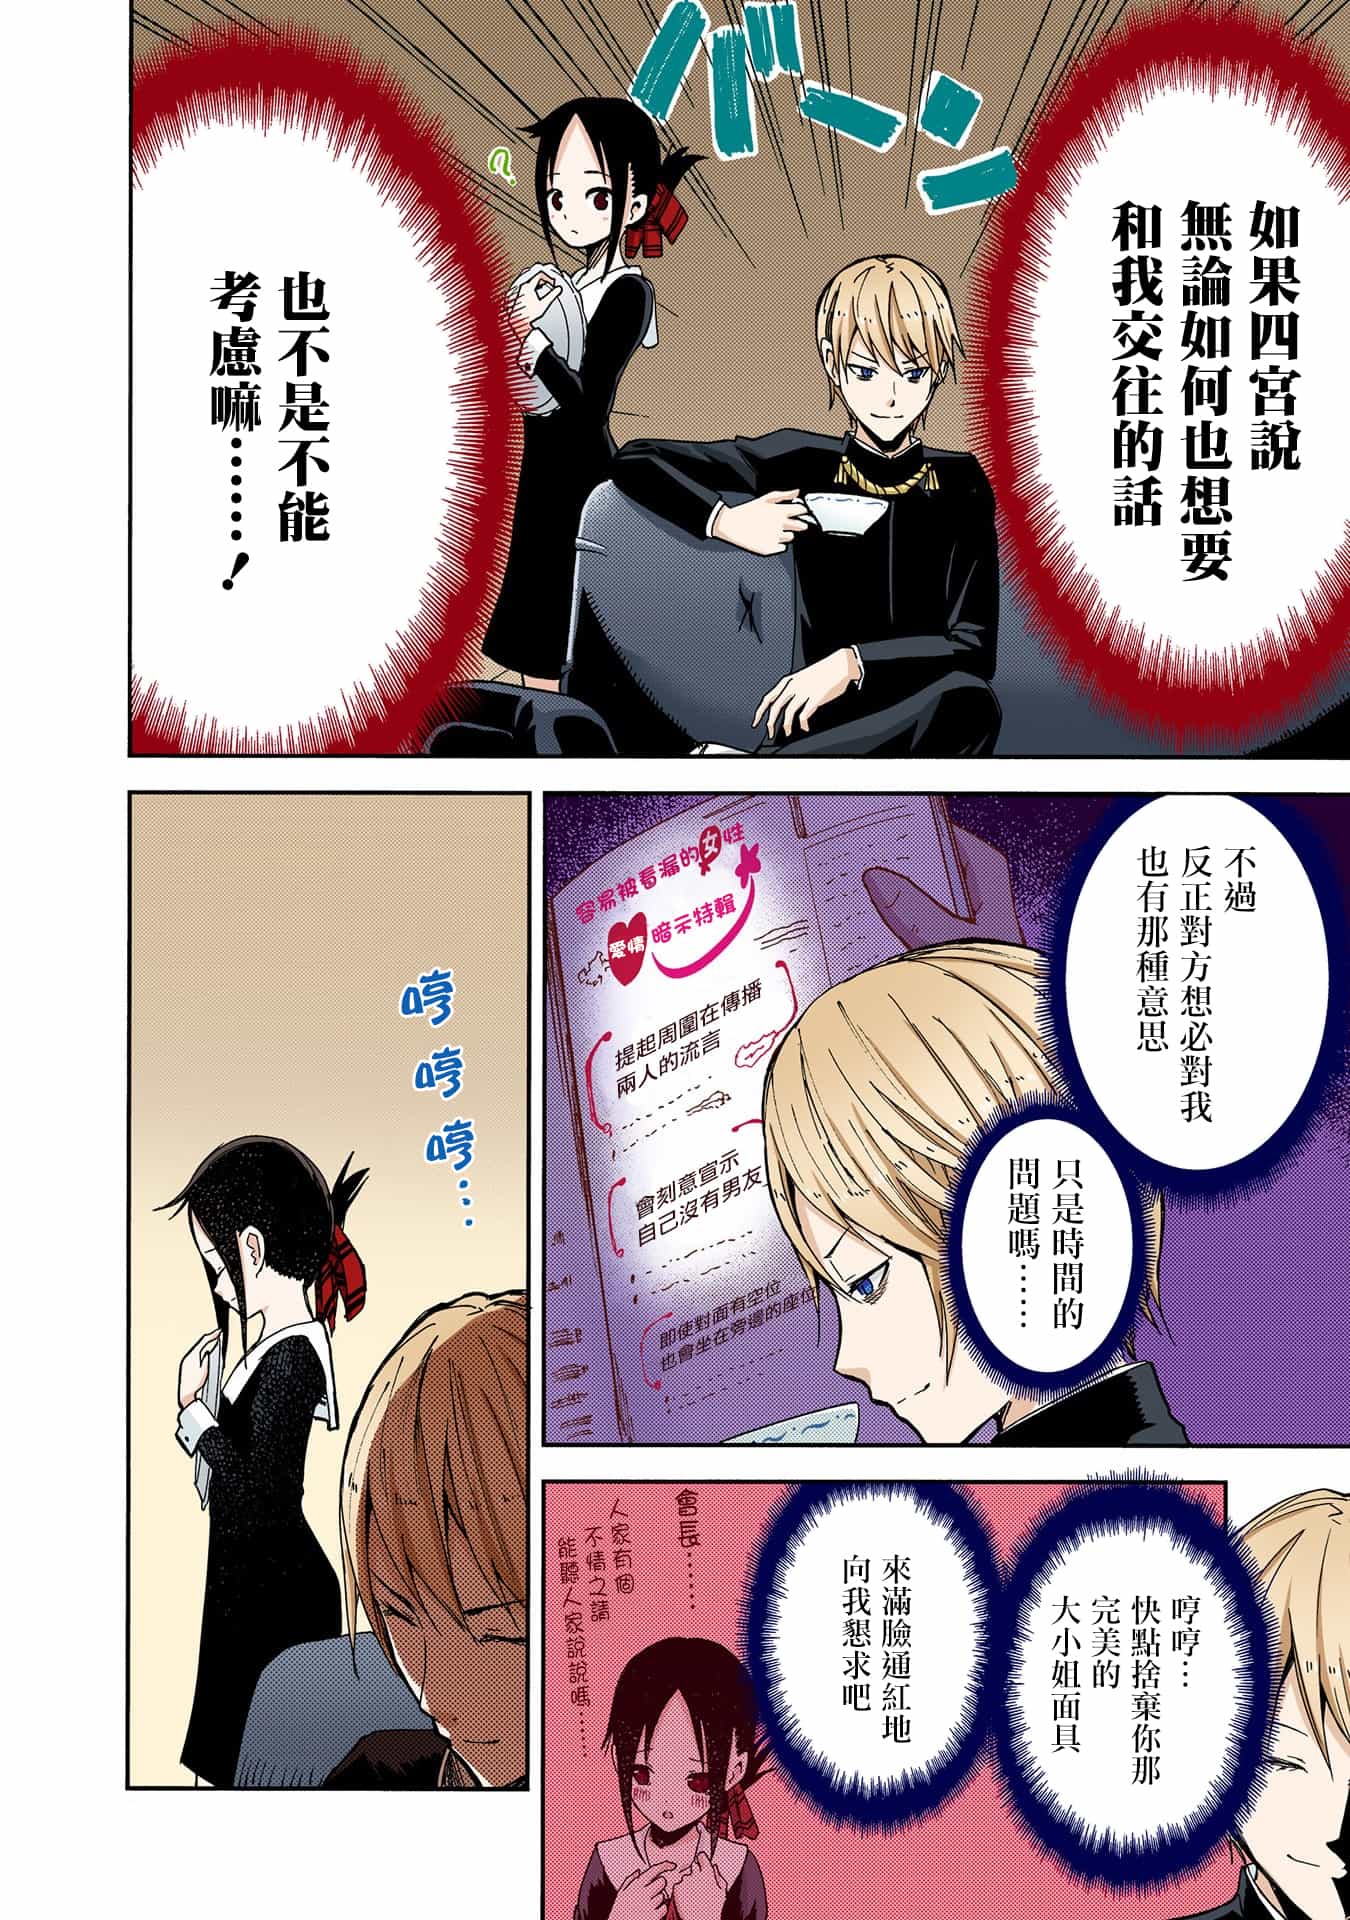 バーン
如果四宮說
無論如何也想要
和我交往的話
?
也不是不能
考慮嘛……！
不過
反正對方想必對我
也有那種意思
只是時間的
問題嗎……
容易被看漏的女性
愛情暗示特輯
提起周圍在傳播
兩人的流言
會刻意宣示
自己沒有男友
即使對面有空位
也會坐在旁邊的座位
哼
哼
哼…
哼哼…
快點捨棄你那
完美的
大小姐面具
來滿臉通紅地
向我懇求吧
會長……
人家有個
不情之請
能聽人家說說嗎……